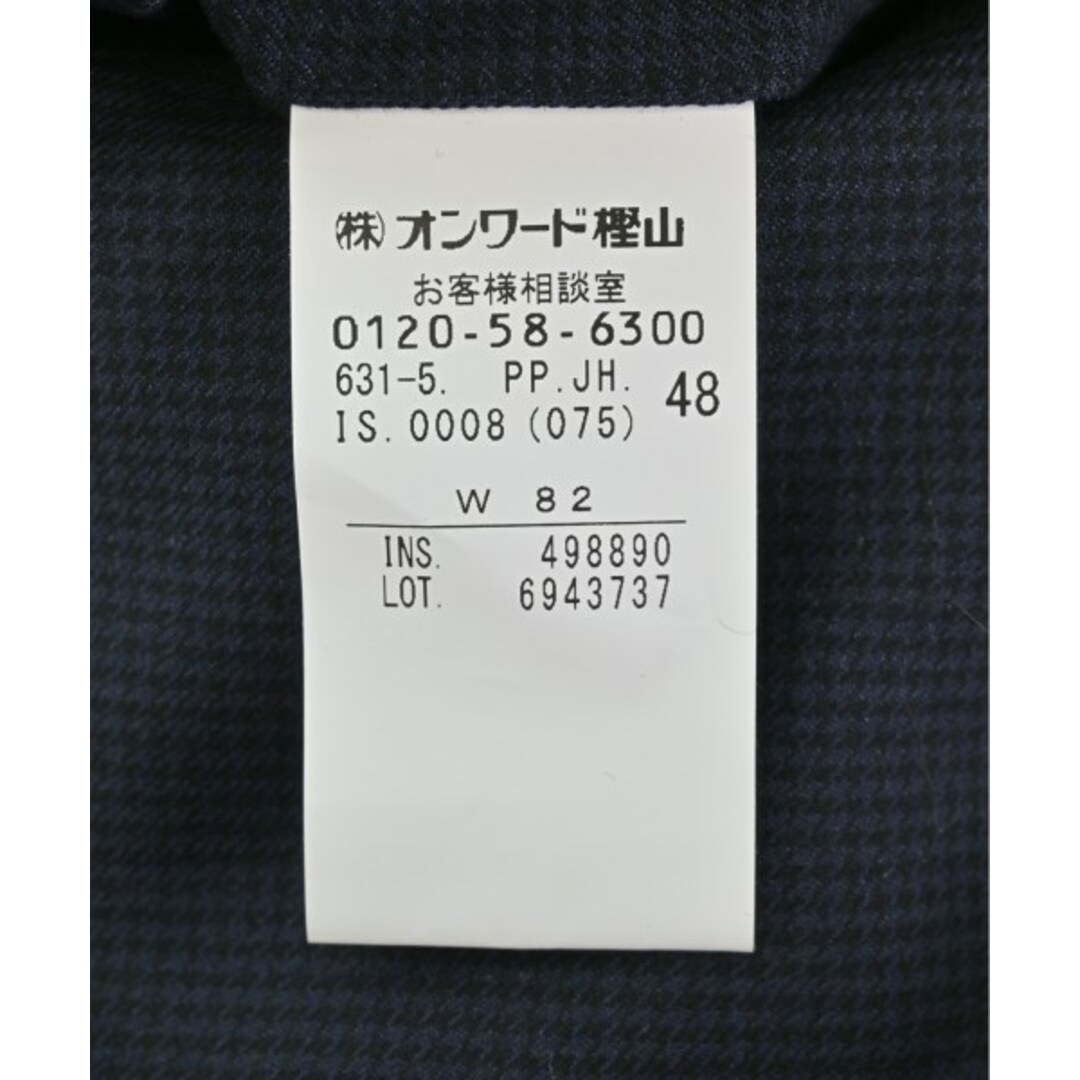 ㈱オンワード樫山
お客様相談室
0120-58-6300
631-5. PP.JH. 48
IS.0008(075)
W 82
INS. 498890
LOT. 6943737